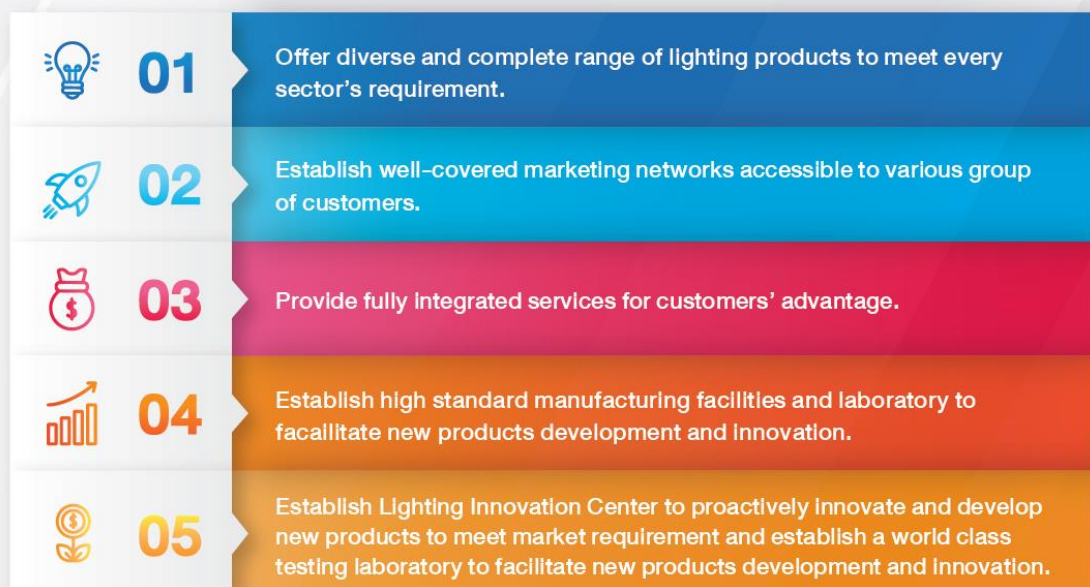 01
Offer diverse and complete range of lighting products to meet every
sector's requirement.
02
Establish well-covered marketing networks accessible to various group
of customers.
03
Provide fully integrated services for customers' advantage.
04
Establish high standard manufacturing facilities and laboratory to
facailitate new products development and innovation.
05
Establish Lighting Innovation Center to proactively innovate and develop
new products to meet market requirement and establish a world class
testing laboratory to facilitate new products development and innovation.